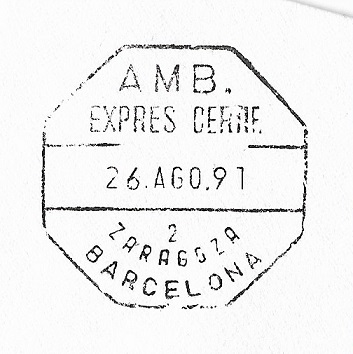 AMB.
EXPRES CERRE
26.AGO.91
2
ZARAGOZA
BARCELONA